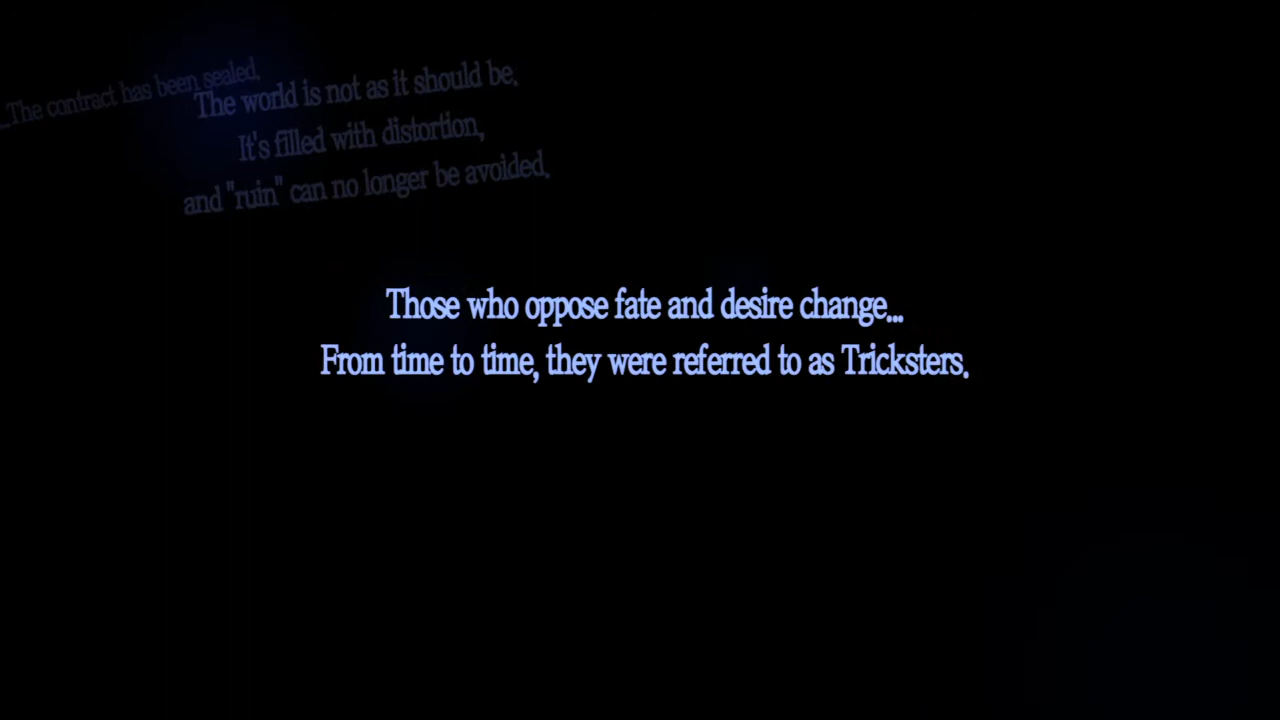 ...The contract has been sealed.
The world is not as it should be.
It's filled with distortion,
and "ruin" can no longer be avoided.
Those who oppose fate and desire change...
From time to time, they were referred to as Tricksters.